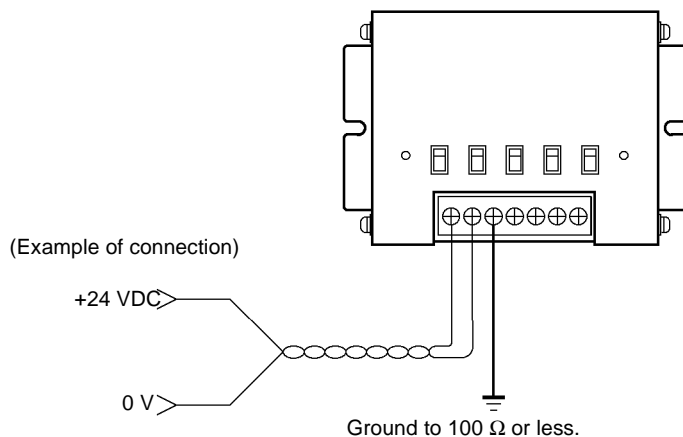 (Example of connection)
+24 VDC
0 V
Ground to 100 Ω or less.